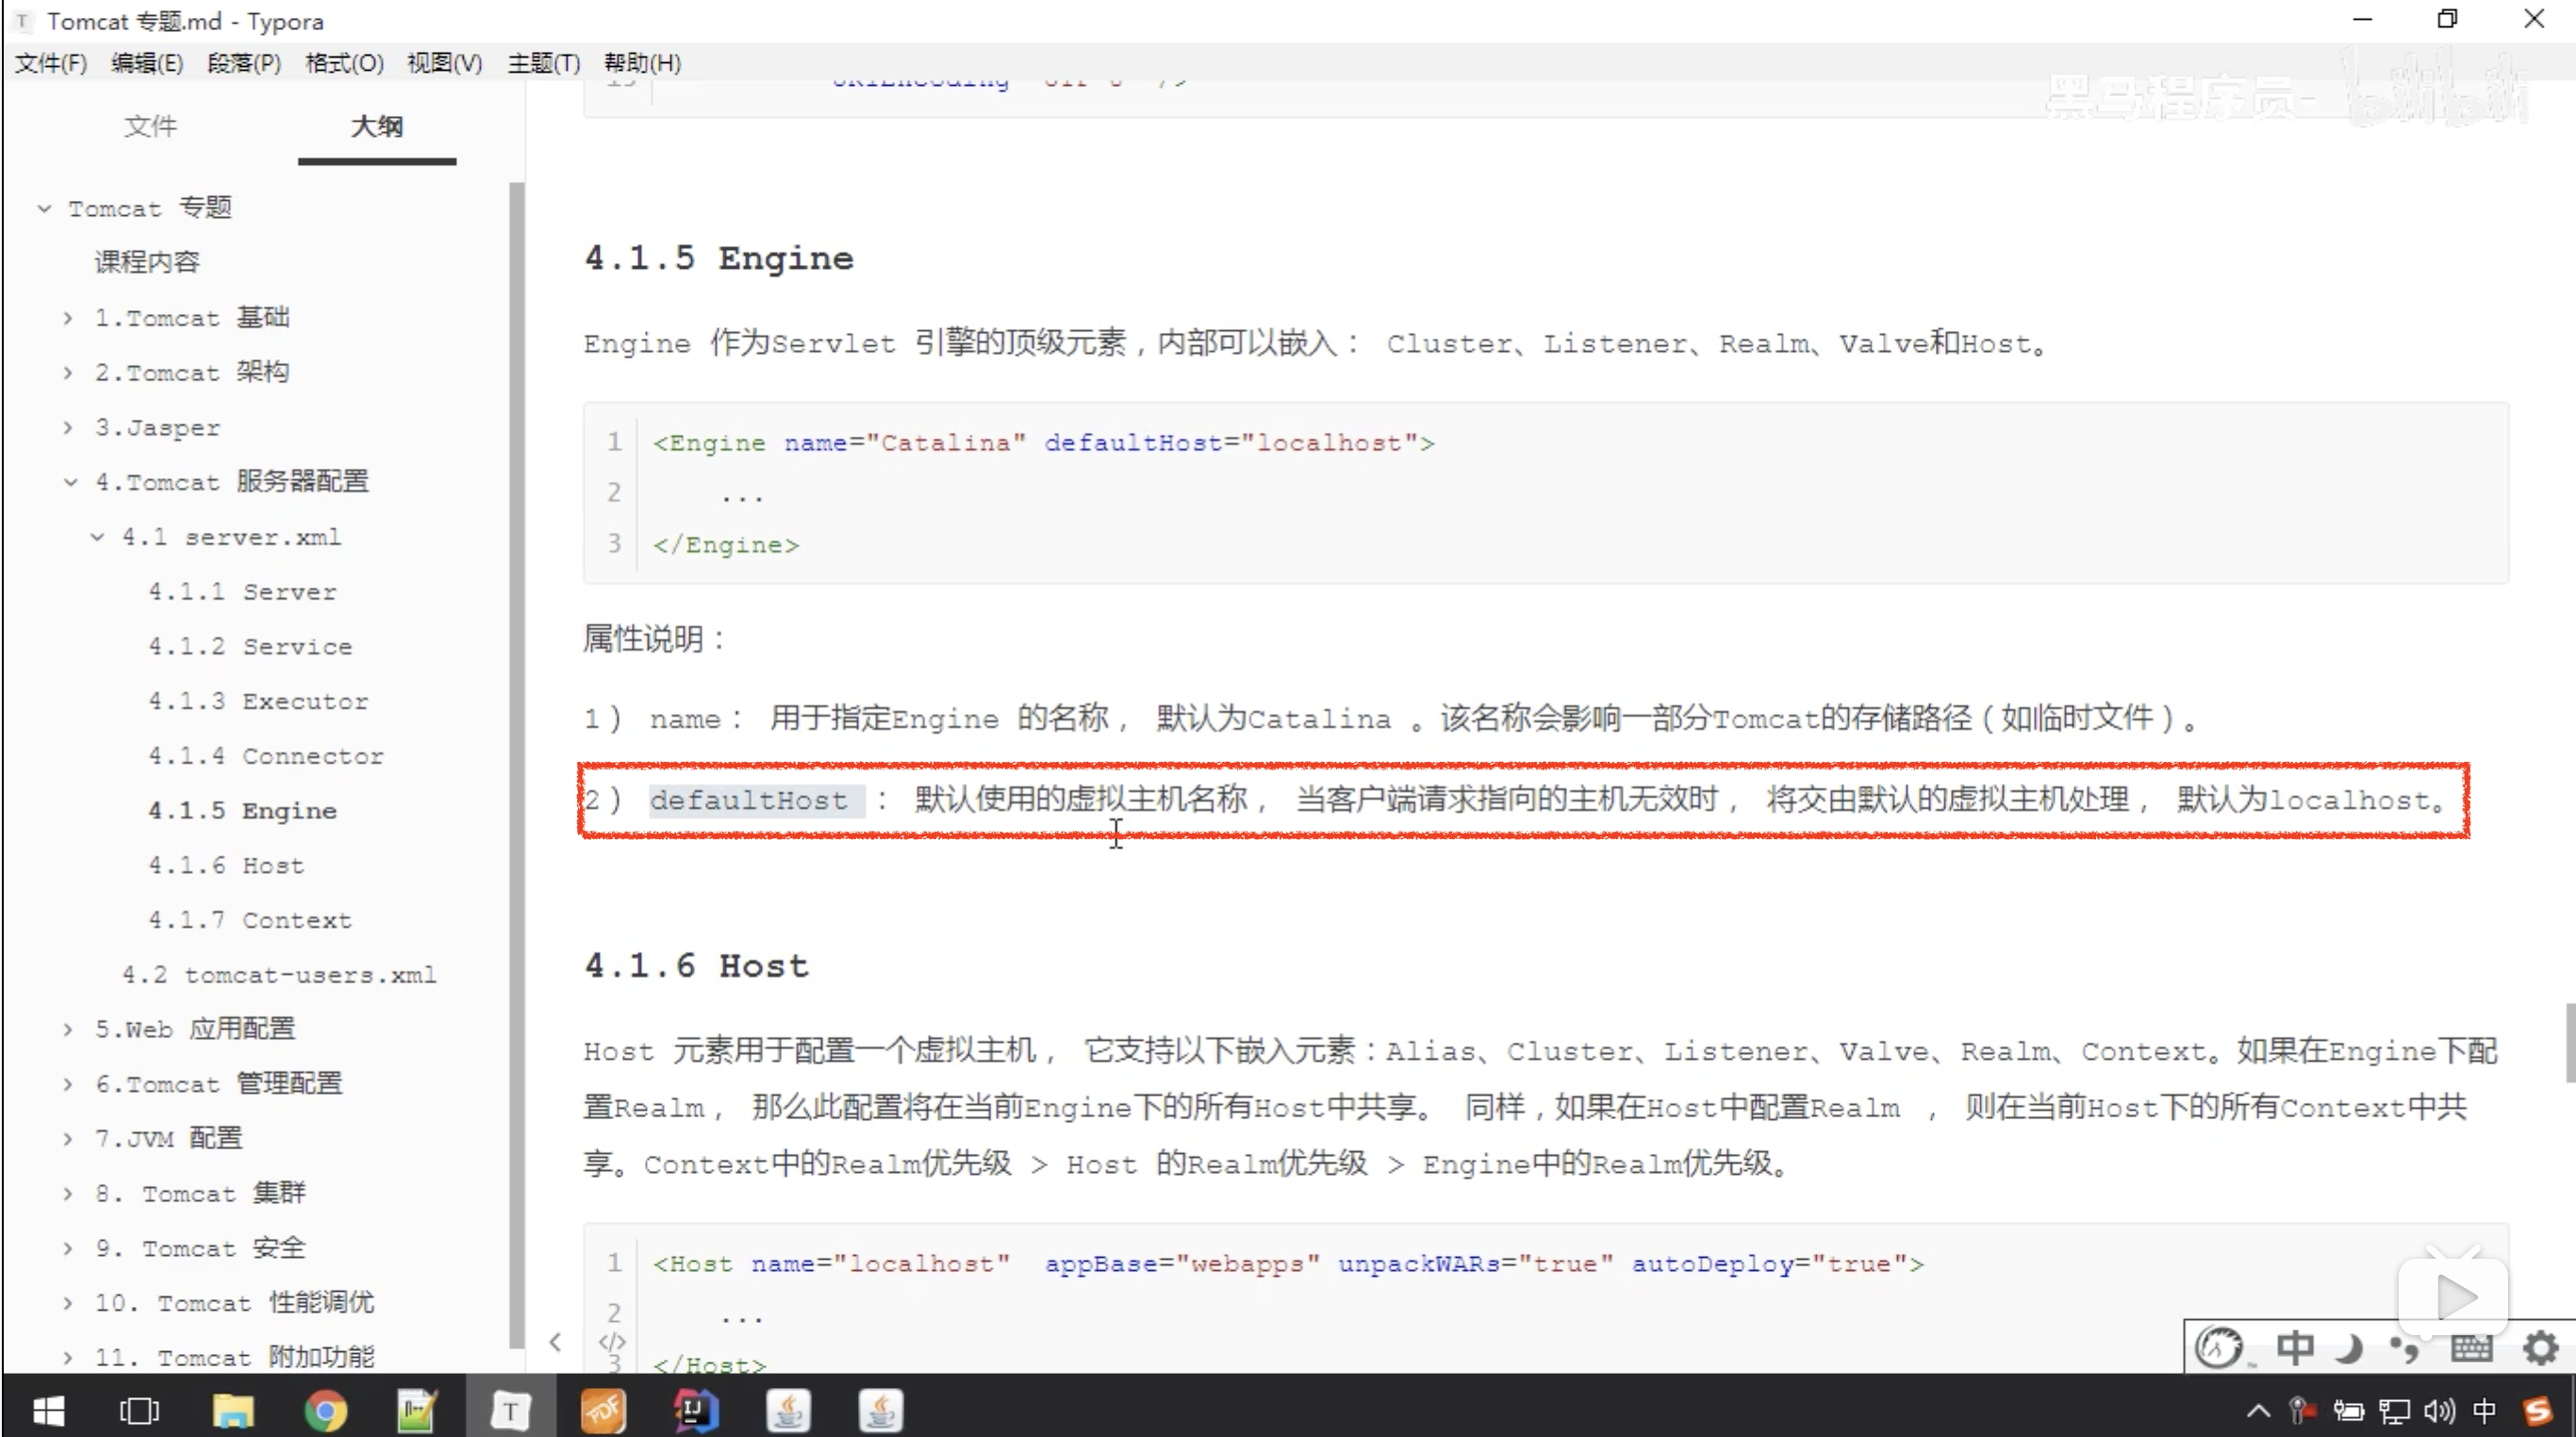 Tomcat 专题.md - Typora
文件(F) 编辑(E) 段落(P) 格式(O) 视图(V) 主题(T) 帮助(H)
黑马程序员- bilibili
文件 大纲
Tomcat 专题
课程内容
1.Tomcat 基础
2.Tomcat 架构
3.Jasper
4.Tomcat 服务器配置
4.1 server.xml
4.1.1 Server
4.1.2 Service
4.1.3 Executor
4.1.4 Connector
4.1.5 Engine
4.1.6 Host
4.1.7 Context
4.2 tomcat-users.xml
5.Web 应用配置
6.Tomcat 管理配置
7.JVM 配置
8. Tomcat 集群
9. Tomcat 安全
10. Tomcat 性能调优
11. Tomcat 附加功能
4.1.5 Engine
Engine 作为Servlet 引擎的顶级元素，内部可以嵌入： Cluster、Listener、Realm、Valve和Host。
1 <Engine name="Catalina" defaultHost="localhost">
2 ...
3 </Engine>
属性说明：
1） name： 用于指定Engine 的名称， 默认为Catalina 。该名称会影响一部分Tomcat的存储路径（如临时文件）。
2） defaultHost ： 默认使用的虚拟主机名称， 当客户端请求指向的主机无效时， 将交由默认的虚拟主机处理， 默认为localhost。
4.1.6 Host
Host 元素用于配置一个虚拟主机， 它支持以下嵌入元素：Alias、Cluster、Listener、Valve、Realm、Context。如果在Engine下配
置Realm， 那么此配置将在当前Engine下的所有Host中共享。 同样，如果在Host中配置Realm ， 则在当前Host下的所有Context中共
享。Context中的Realm优先级 > Host 的Realm优先级 > Engine中的Realm优先级。
1 <Host name="localhost" appBase="webapps" unpackWARs="true" autoDeploy="true">
2 ...
3 </Host>
中
中